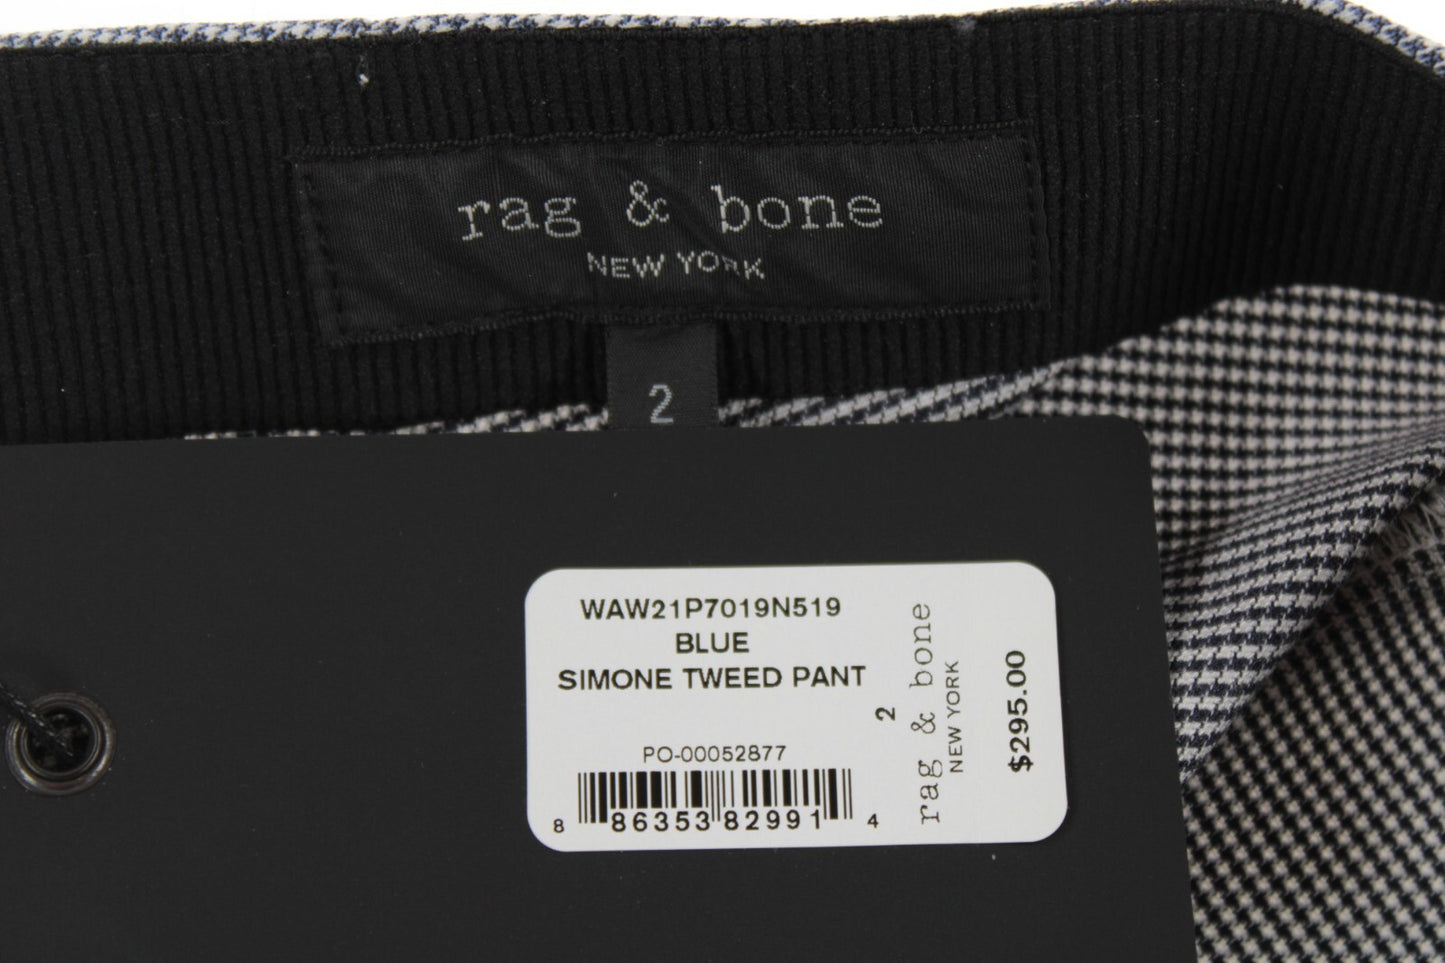 rag & bone
NEW YORK
2
WAW21P7019N519
BLUE
SIMONE TWEED PANT
2
PO-00052877
8 86353 82991 4
rag & bone
NEW YORK
$295.00